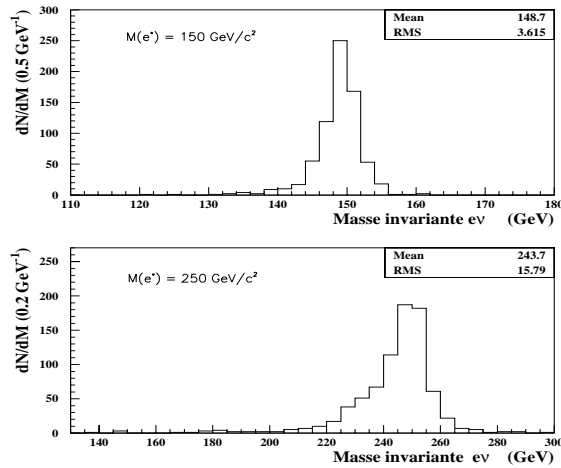 dN/dM (0.5 GeV⁻¹)
300
250
200
150
100
50
0
M(e*) = 150 GeV/c²
Mean 148.7
RMS 3.615
110 120 130 140 150 160 170 180
Masse invariante eν (GeV)
dN/dM (0.2 GeV⁻¹)
250
200
150
100
50
0
M(e*) = 250 GeV/c²
Mean 243.7
RMS 15.79
140 160 180 200 220 240 260 280 300
Masse invariante eν (GeV)